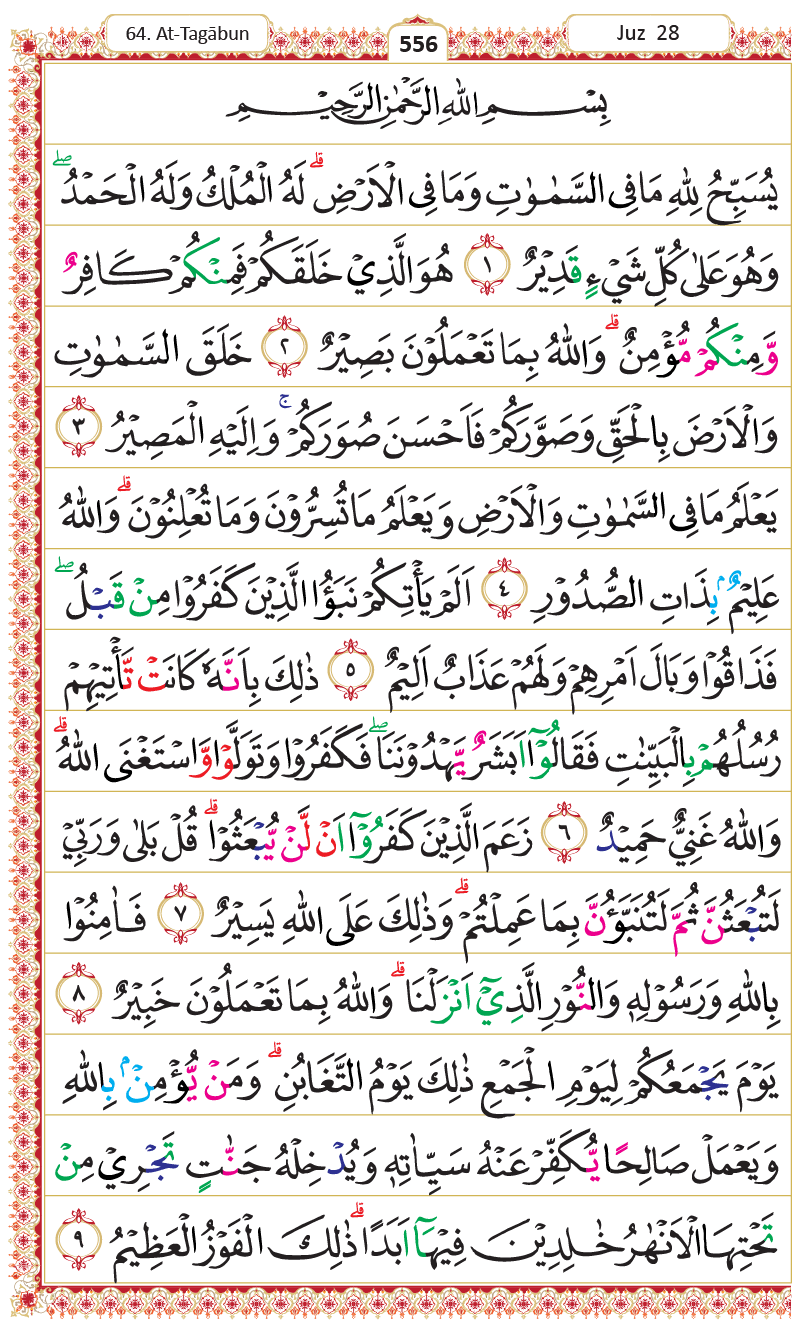 64. At-Tagābun
556
Juz 28
بِسْمِ اللهِ الرَّحْمٰنِ الرَّحِيْمِ
يُسَبِّحُ لِلّٰهِ مَا فِى السَّمٰوٰتِ وَمَا فِى الْاَرْضِۗ لَهُ الْمُلْكُ وَلَهُ الْحَمْدُۖ
وَهُوَ عَلٰى كُلِّ شَيْءٍ قَدِيْرٌ ١ هُوَ الَّذِيْ خَلَقَكُمْ فَمِنْكُمْ كَافِرٌ
وَّمِنْكُمْ مُّؤْمِنٌۗ وَاللّٰهُ بِمَا تَعْمَلُوْنَ بَصِيْرٌ ٢ خَلَقَ السَّمٰوٰتِ
وَالْاَرْضَ بِالْحَقِّ وَصَوَّرَكُمْ فَاَحْسَنَ صُوَرَكُمْۚ وَاِلَيْهِ الْمَصِيْرُ ٣
يَعْلَمُ مَا فِى السَّمٰوٰتِ وَالْاَرْضِ وَيَعْلَمُ مَا تُسِرُّوْنَ وَمَا تُعْلِنُوْنَۗ وَاللّٰهُ
عَلِيْمٌۢ بِذَاتِ الصُّدُوْرِ ٤ اَلَمْ يَأْتِكُمْ نَبَؤُا الَّذِيْنَ كَفَرُوْا مِنْ قَبْلُۖ
فَذَاقُوْا وَبَالَ اَمْرِهِمْ وَلَهُمْ عَذَابٌ اَلِيْمٌ ٥ ذٰلِكَ بِاَنَّهٗ كَانَتْ تَّأْتِيْهِمْ
رُسُلُهُمْ بِالْبَيِّنٰتِ فَقَالُوْٓا اَبَشَرٌ يَّهْدُوْنَنَاۖ فَكَفَرُوْا وَتَوَلَّوْا وَّاسْتَغْنَى اللّٰهُۗ
وَاللّٰهُ غَنِيٌّ حَمِيْدٌ ٦ زَعَمَ الَّذِيْنَ كَفَرُوْٓا اَنْ لَّنْ يُّبْعَثُوْاۗ قُلْ بَلٰى وَرَبِّيْ
لَتُبْعَثُنَّ ثُمَّ لَتُنَبَّؤُنَّ بِمَا عَمِلْتُمْۗ وَذٰلِكَ عَلَى اللّٰهِ يَسِيْرٌ ٧ فَاٰمِنُوْا
بِاللّٰهِ وَرَسُوْلِهٖ وَالنُّوْرِ الَّذِيْٓ اَنْزَلْنَاۗ وَاللّٰهُ بِمَا تَعْمَلُوْنَ خَبِيْرٌ ٨
يَوْمَ يَجْمَعُكُمْ لِيَوْمِ الْجَمْعِ ذٰلِكَ يَوْمُ التَّغَابُنِۗ وَمَنْ يُّؤْمِنْۢ بِاللّٰهِ
وَيَعْمَلْ صَالِحًا يُّكَفِّرْ عَنْهُ سَيِّاٰتِهٖ وَيُدْخِلْهُ جَنّٰتٍ تَجْرِيْ مِنْ
تَحْتِهَا الْاَنْهٰرُ خٰلِدِيْنَ فِيْهَآ اَبَدًاۗ ذٰلِكَ الْفَوْزُ الْعَظِيْمُ ٩